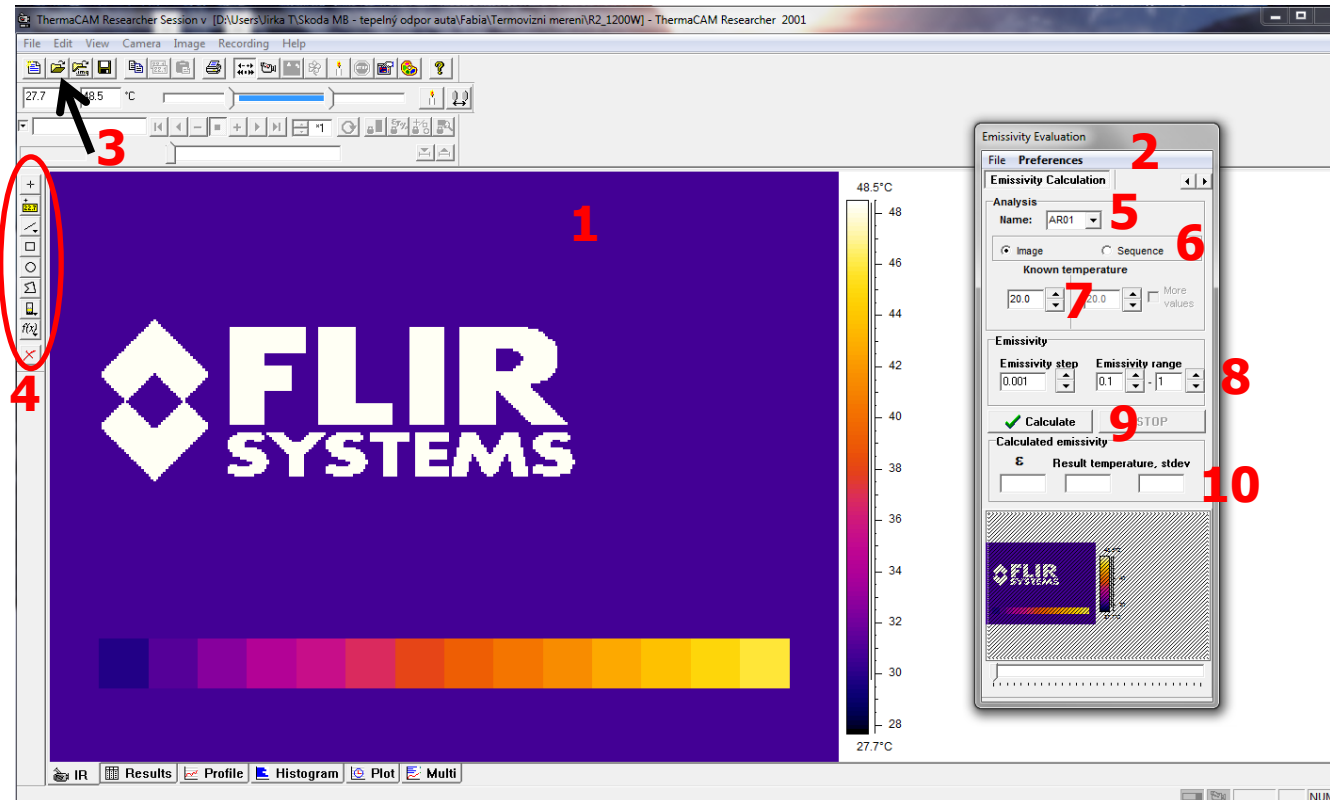 ThermaCAM Researcher Session v [D:\Users\Jirka T\Skoda MB - tepelný odpor auta\Fabia\Termovizni mereni\R2_1200W] - ThermaCAM Researcher 2001
File Edit View Camera Image Recording Help
27.7 48.5 °C
3
*1
4
f(x)
1
FLIR
SYSTEMS
48.5°C
48
46
44
42
40
38
36
34
32
30
28
27.7°C
Emissivity Evaluation
2
File Preferences
Emissivity Calculation
Analysis
Name: AR01
5
Image Sequence
6
Known temperature
20.0 20.0 More values
7
Emissivity
Emissivity step Emissivity range
0.001 0.1 - 1
8
Calculate STOP
9
Calculated emissivity
ε Result temperature, stdev
10
FLIR
SYSTEMS
IR Results Profile Histogram Plot Multi
NUM